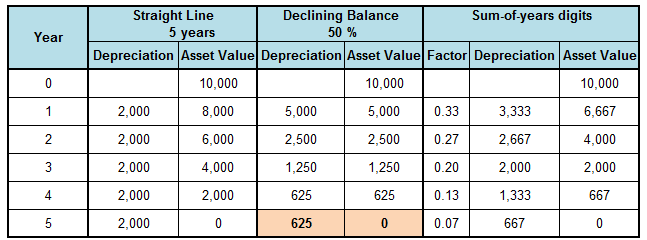 Year Straight Line 5 years Declining Balance 50 % Sum-of-years digits
Depreciation Asset Value Depreciation Asset Value Factor Depreciation Asset Value
0 10,000 10,000 10,000
1 2,000 8,000 5,000 5,000 0.33 3,333 6,667
2 2,000 6,000 2,500 2,500 0.27 2,667 4,000
3 2,000 4,000 1,250 1,250 0.20 2,000 2,000
4 2,000 2,000 625 625 0.13 1,333 667
5 2,000 0 625 0 0.07 667 0